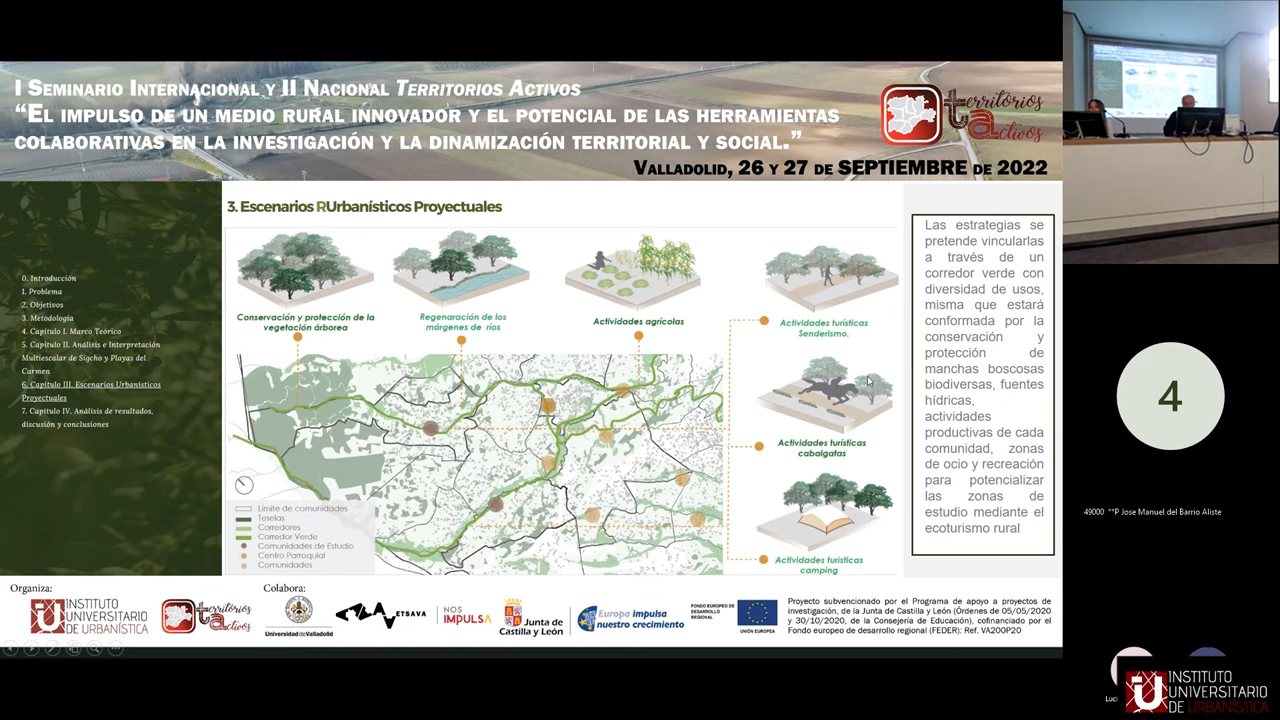 I SEMINARIO INTERNACIONAL Y II NACIONAL TERRITORIOS ACTIVOS
"EL IMPULSO DE UN MEDIO RURAL INNOVADOR Y EL POTENCIAL DE LAS HERRAMIENTAS
COLABORATIVAS EN LA INVESTIGACIÓN Y LA DINAMIZACIÓN TERRITORIAL Y SOCIAL."
VALLADOLID, 26 Y 27 DE SEPTIEMBRE DE 2022
territorios
activos
3. Escenarios RUrbanísticos Proyectuales
0. Introducción
1. Problema
2. Objetivos
3. Metodología
4. Capítulo I. Marco Teórico
5. Capítulo II. Análisis e Interpretación
Multiescalar de Sigcho y Playas del
Carmen
6. Capítulo III. Escenarios Urbanísticos
Proyectuales
7. Capítulo IV. Análisis de resultados,
discusión y conclusiones
Conservación y protección de la
vegetación árborea
Regenaración de los
márgenes de ríos
Actividades agrícolas
Actividades turísticas
Senderismo.
Actividades turísticas
cabalgatas
Actividades turísticas
camping
Límite de comunidades
Teselas
Corredores
Corredor Verde
Comunidades de Estudio
Centro Parroquial
Comunidades
Las estrategias se
pretende vincularlas
a través de un
corredor verde con
diversidad de usos,
misma que estará
conformada por la
conservación y
protección de
manchas boscosas
biodiversas, fuentes
hídricas,
actividades
productivas de cada
comunidad, zonas
de ocio y recreación
para potencializar
las zonas de
estudio mediante el
ecoturismo rural
4
49000 **P Jose Manuel del Barrio Aliste
Organiza:
INSTITUTO
UNIVERSITARIO
DE URBANÍSTICA
territorios
activos
Colabora:
Universidad de Valladolid
ETSAVA
NOS
IMPULSA
Junta de
Castilla y León
Europa impulsa
nuestro crecimiento
FONDO EUROPEO DE
DESARROLLO
REGIONAL
UNIÓN EUROPEA
Proyecto subvencionado por el Programa de apoyo a proyectos de
investigación, de la Junta de Castilla y León (Órdenes de 05/05/2020
y 30/10/2020, de la Consejería de Educación), cofinanciado por el
Fondo europeo de desarrollo regional (FEDER): Ref. VA200P20
Luci
INSTITUTO
UNIVERSITARIO
DE URBANÍSTICA